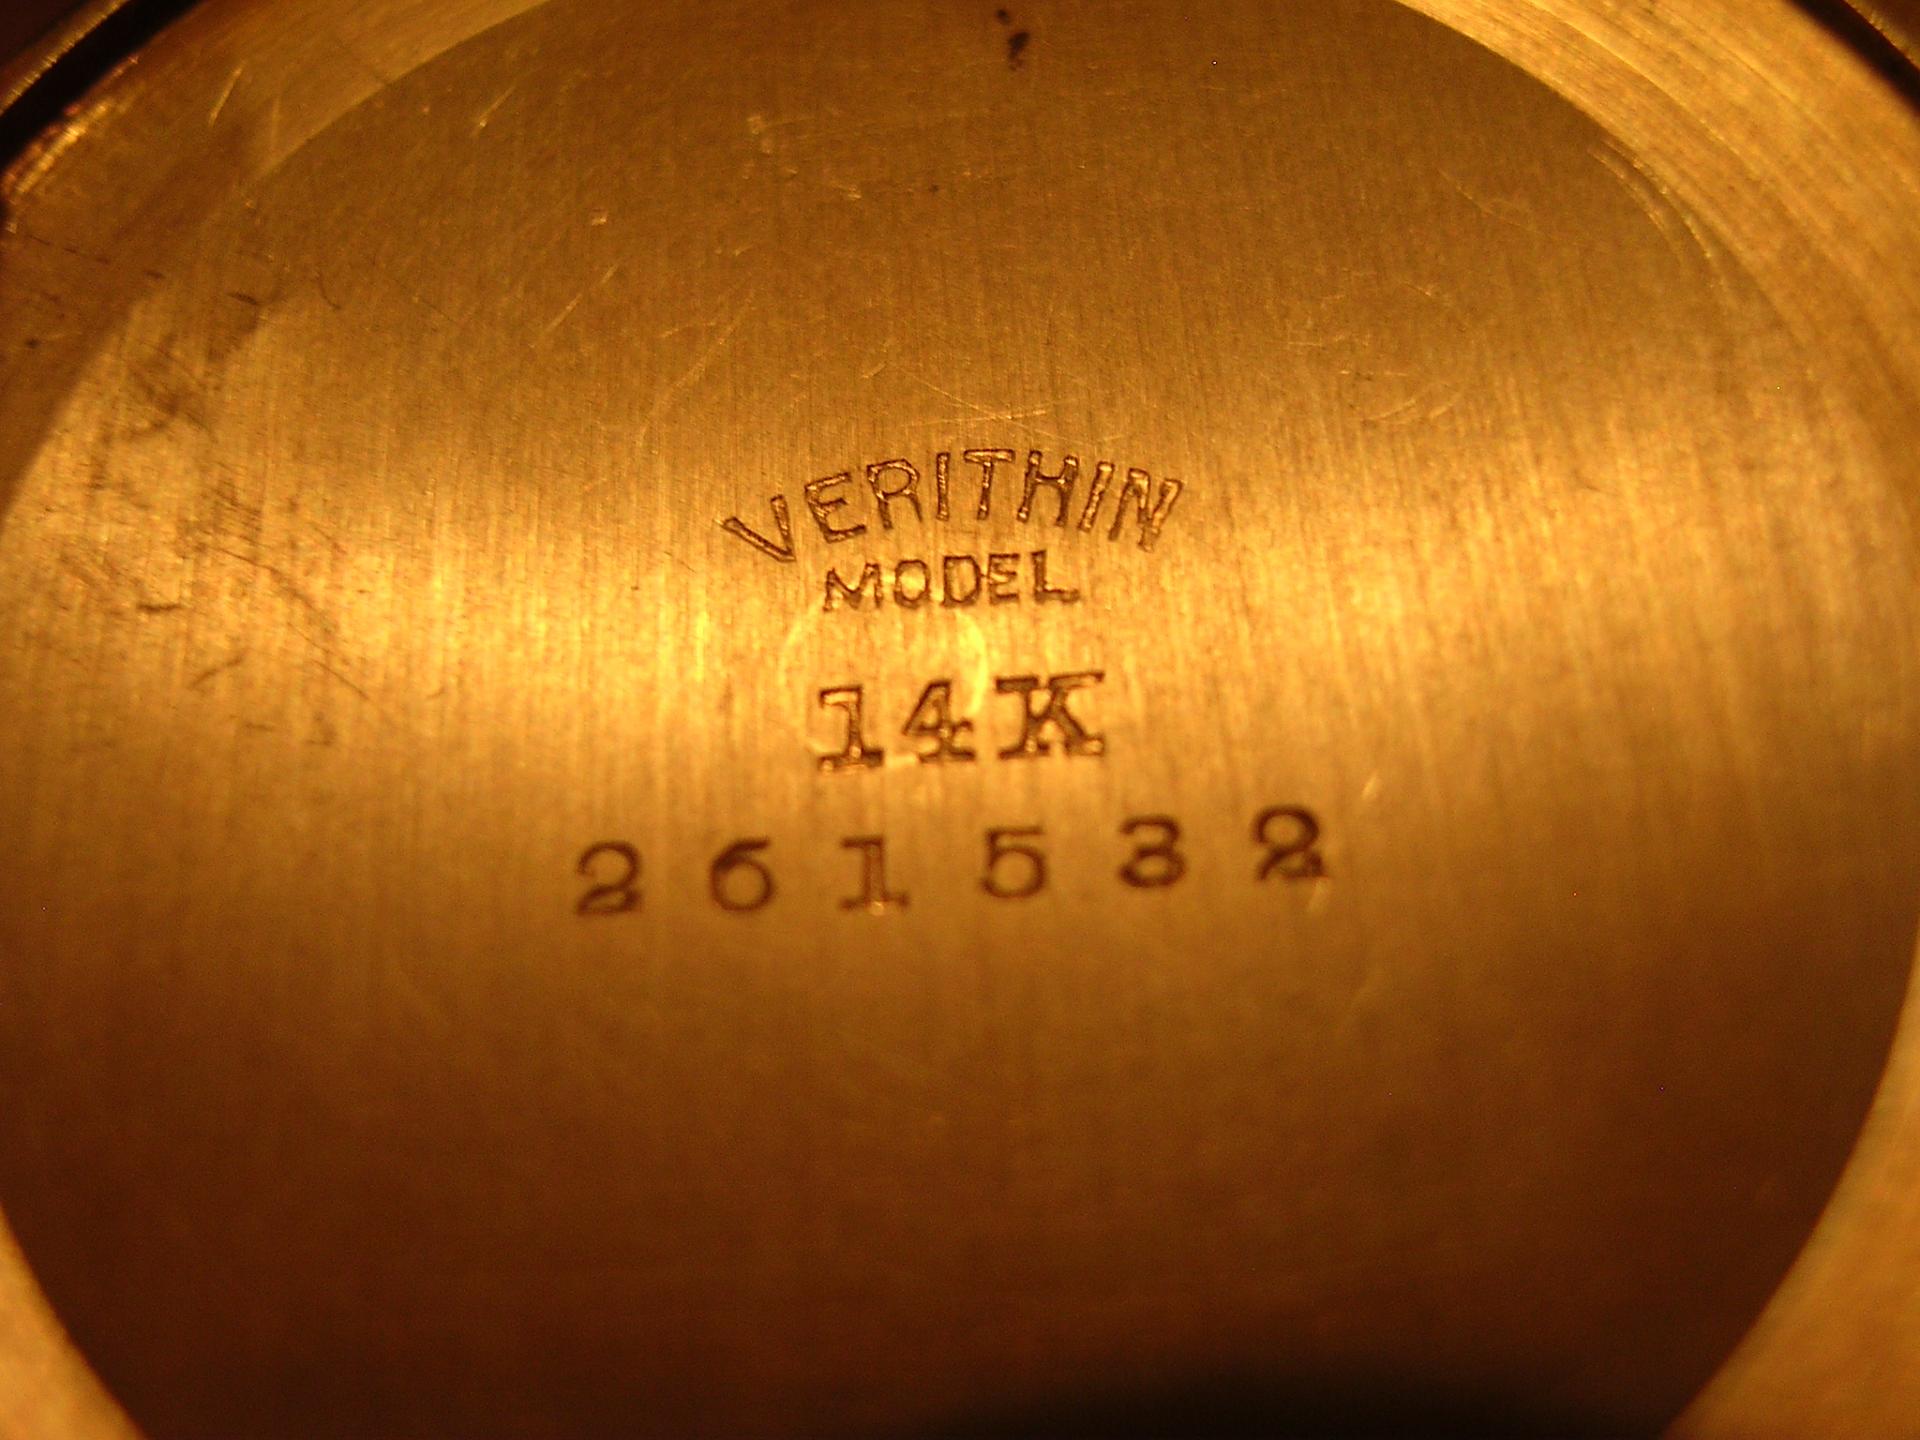 VERITHIN
MODEL
14K
261532